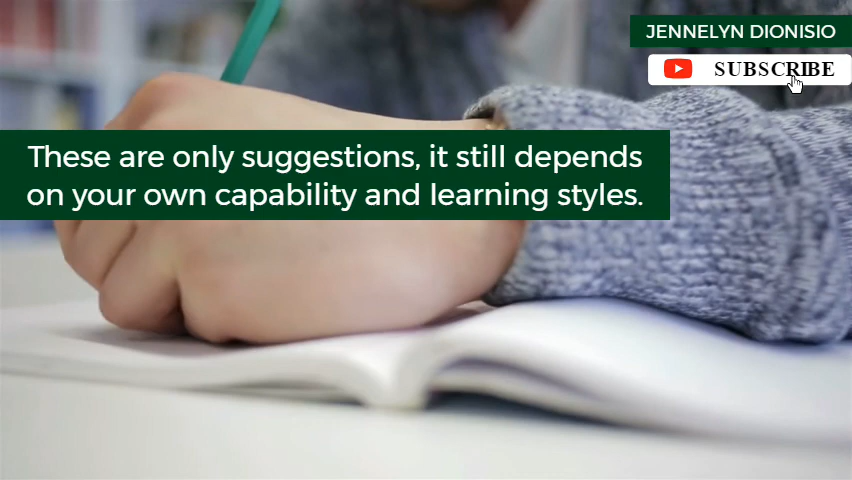 JENNELYN DIONISIO
SUBSCRIBE
These are only suggestions, it still depends
on your own capability and learning styles.